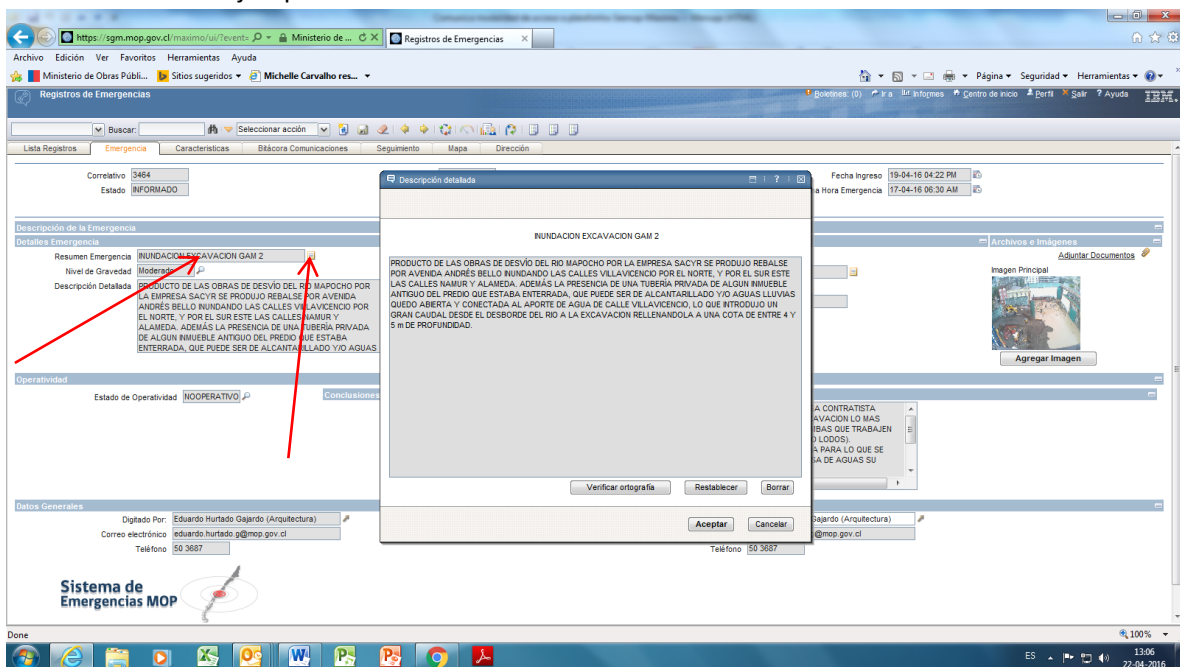 https://sgm.mop.gov.cl/maximo/ui/?event=
Ministerio de ...
Registros de Emergencias
Archivo Edición Ver Favoritos Herramientas Ayuda
Ministerio de Obras Públi... Sitios sugeridos Michelle Carvalho res...
Página Seguridad Herramientas
Registros de Emergencias
Boletines: (0) Ir a Informes Centro de inicio Perfil Salir ? Ayuda IBM.
Buscar: Seleccionar acción
Lista Registros Emergencia Características Bitácora Comunicaciones Seguimiento Mapa Dirección
Correlativo 3464
Estado INFORMADO
Fecha Ingreso 19-04-16 04:22 PM
a Hora Emergencia 17-04-16 06:30 AM
Descripción de la Emergencia
Detalles Emergencia
Resumen Emergencia INUNDACION EXCAVACION GAM 2
Nivel de Gravedad Moderado
Descripción Detallada PRODUCTO DE LAS OBRAS DE DESVÍO DEL RIO MAPOCHO POR
LA EMPRESA SACYR SE PRODUJO REBALSE POR AVENIDA
ANDRÉS BELLO INUNDANDO LAS CALLES VILLAVICENCIO POR
EL NORTE, Y POR EL SUR ESTE LAS CALLES NAMUR Y
ALAMEDA. ADEMÁS LA PRESENCIA DE UNA TUBERÍA PRIVADA
DE ALGUN INMUEBLE ANTIGUO DEL PREDIO QUE ESTABA
ENTERRADA, QUE PUEDE SER DE ALCANTARILLADO Y/O AGUAS
Archivos e Imágenes
Adjuntar Documentos
Imagen Principal
Agregar Imagen
Descripción detallada
?
INUNDACION EXCAVACION GAM 2
PRODUCTO DE LAS OBRAS DE DESVÍO DEL RIO MAPOCHO POR LA EMPRESA SACYR SE PRODUJO REBALSE
POR AVENIDA ANDRÉS BELLO INUNDANDO LAS CALLES VILLAVICENCIO POR EL NORTE, Y POR EL SUR ESTE
LAS CALLES NAMUR Y ALAMEDA. ADEMÁS LA PRESENCIA DE UNA TUBERÍA PRIVADA DE ALGUN INMUEBLE
ANTIGUO DEL PREDIO QUE ESTABA ENTERRADA, QUE PUEDE SER DE ALCANTARILLADO Y/O AGUAS LLUVIAS
QUEDO ABIERTA Y CONECTADA AL APORTE DE AGUA DE CALLE VILLAVICENCIO, LO QUE INTRODUJO UN
GRAN CAUDAL DESDE EL DESBORDE DEL RIO A LA EXCAVACION RELLENANDOLA A UNA COTA DE ENTRE 4 Y
5 m DE PROFUNDIDAD.
Verificar ortografía Restablecer Borrar
Aceptar Cancelar
Operatividad
Estado de Operatividad NOOPERATIVO
Conclusiones
A CONTRATISTA
AVACION LO MAS
IBAS QUE TRABAJEN
O LODOS).
A PARA LO QUE SE
SA DE AGUAS SU
Datos Generales
Digitado Por: Eduardo Hurtado Gajardo (Arquitectura)
Correo electrónico eduardo.hurtado.g@mop.gov.cl
Teléfono 50 3687
Gajardo (Arquitectura)
@mop.gov.cl
Teléfono 50 3687
Sistema de
Emergencias MOP
Done
100%
ES
13:06
22-04-2016